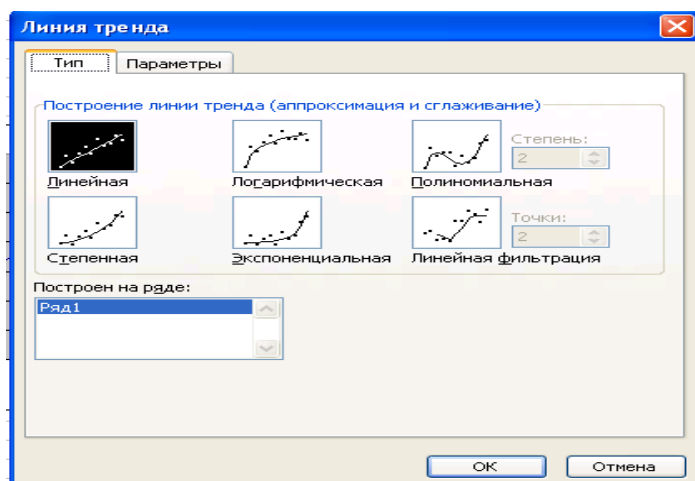 Линия тренда
Тип Параметры
Построение линии тренда (аппроксимация и сглаживание)
Степень:
2
Линейная Логарифмическая Полиномиальная
Точки:
2
Степенная Экспоненциальная Линейная фильтрация
Построен на ряде:
Ряд1
ОК Отмена